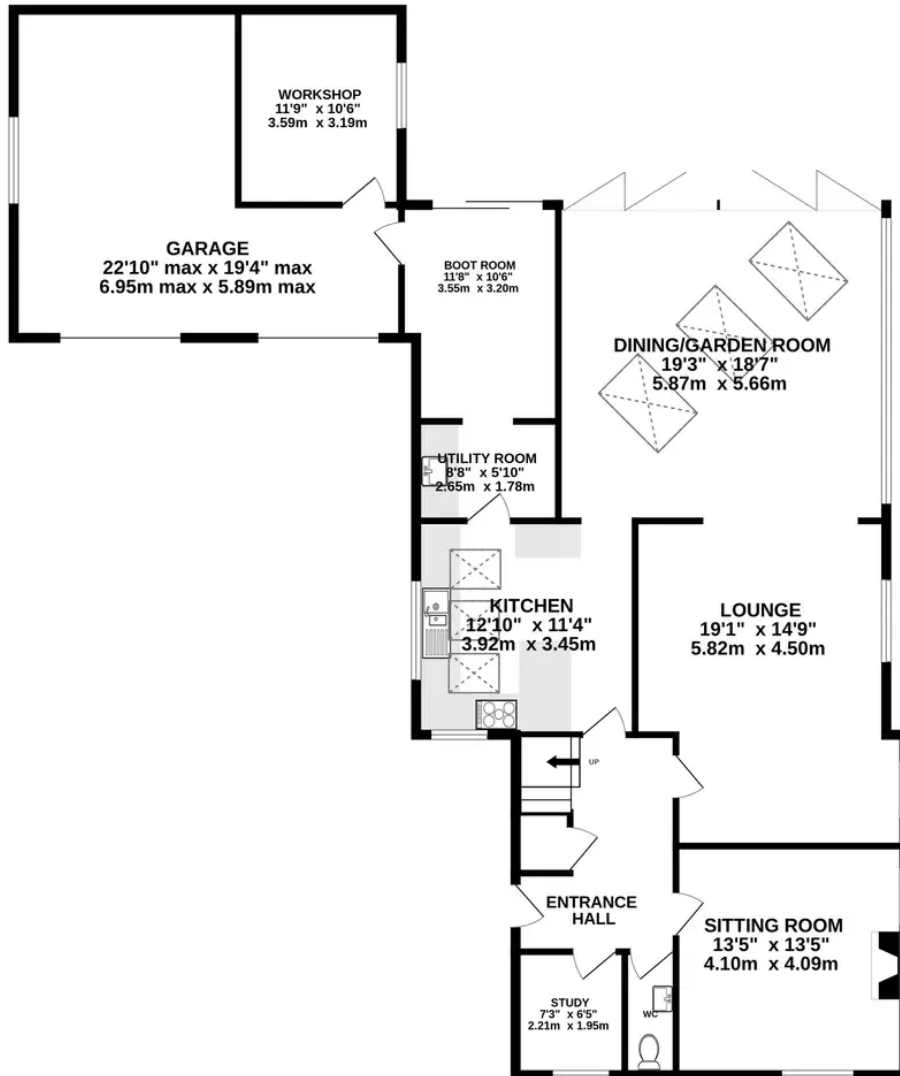 WORKSHOP
11'9" x 10'6"
3.59m x 3.19m
GARAGE
22'10" max x 19'4" max
6.95m max x 5.89m max
BOOT ROOM
11'8" x 10'6"
3.55m x 3.20m
DINING/GARDEN ROOM
19'3" x 18'7"
5.87m x 5.66m
UTILITY ROOM
8'8" x 5'10"
2.65m x 1.78m
KITCHEN
12'10" x 11'4"
3.92m x 3.45m
LOUNGE
19'1" x 14'9"
5.82m x 4.50m
UP
ENTRANCE
HALL
SITTING ROOM
13'5" x 13'5"
4.10m x 4.09m
STUDY
7'3" x 6'5"
2.21m x 1.95m
WC